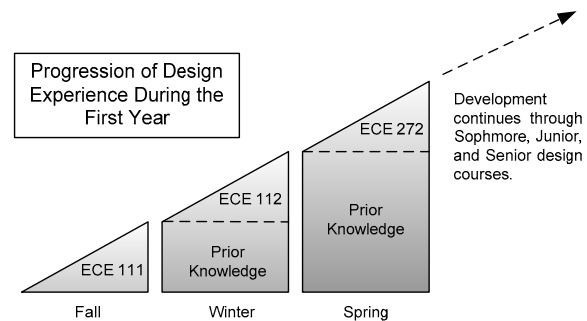 Progression of Design
Experience During the
First Year
Development
continues through
Sophmore, Junior,
and Senior design
courses.
ECE 272
ECE 112
Prior
Knowledge
ECE 111
Prior
Knowledge
Fall
Winter
Spring